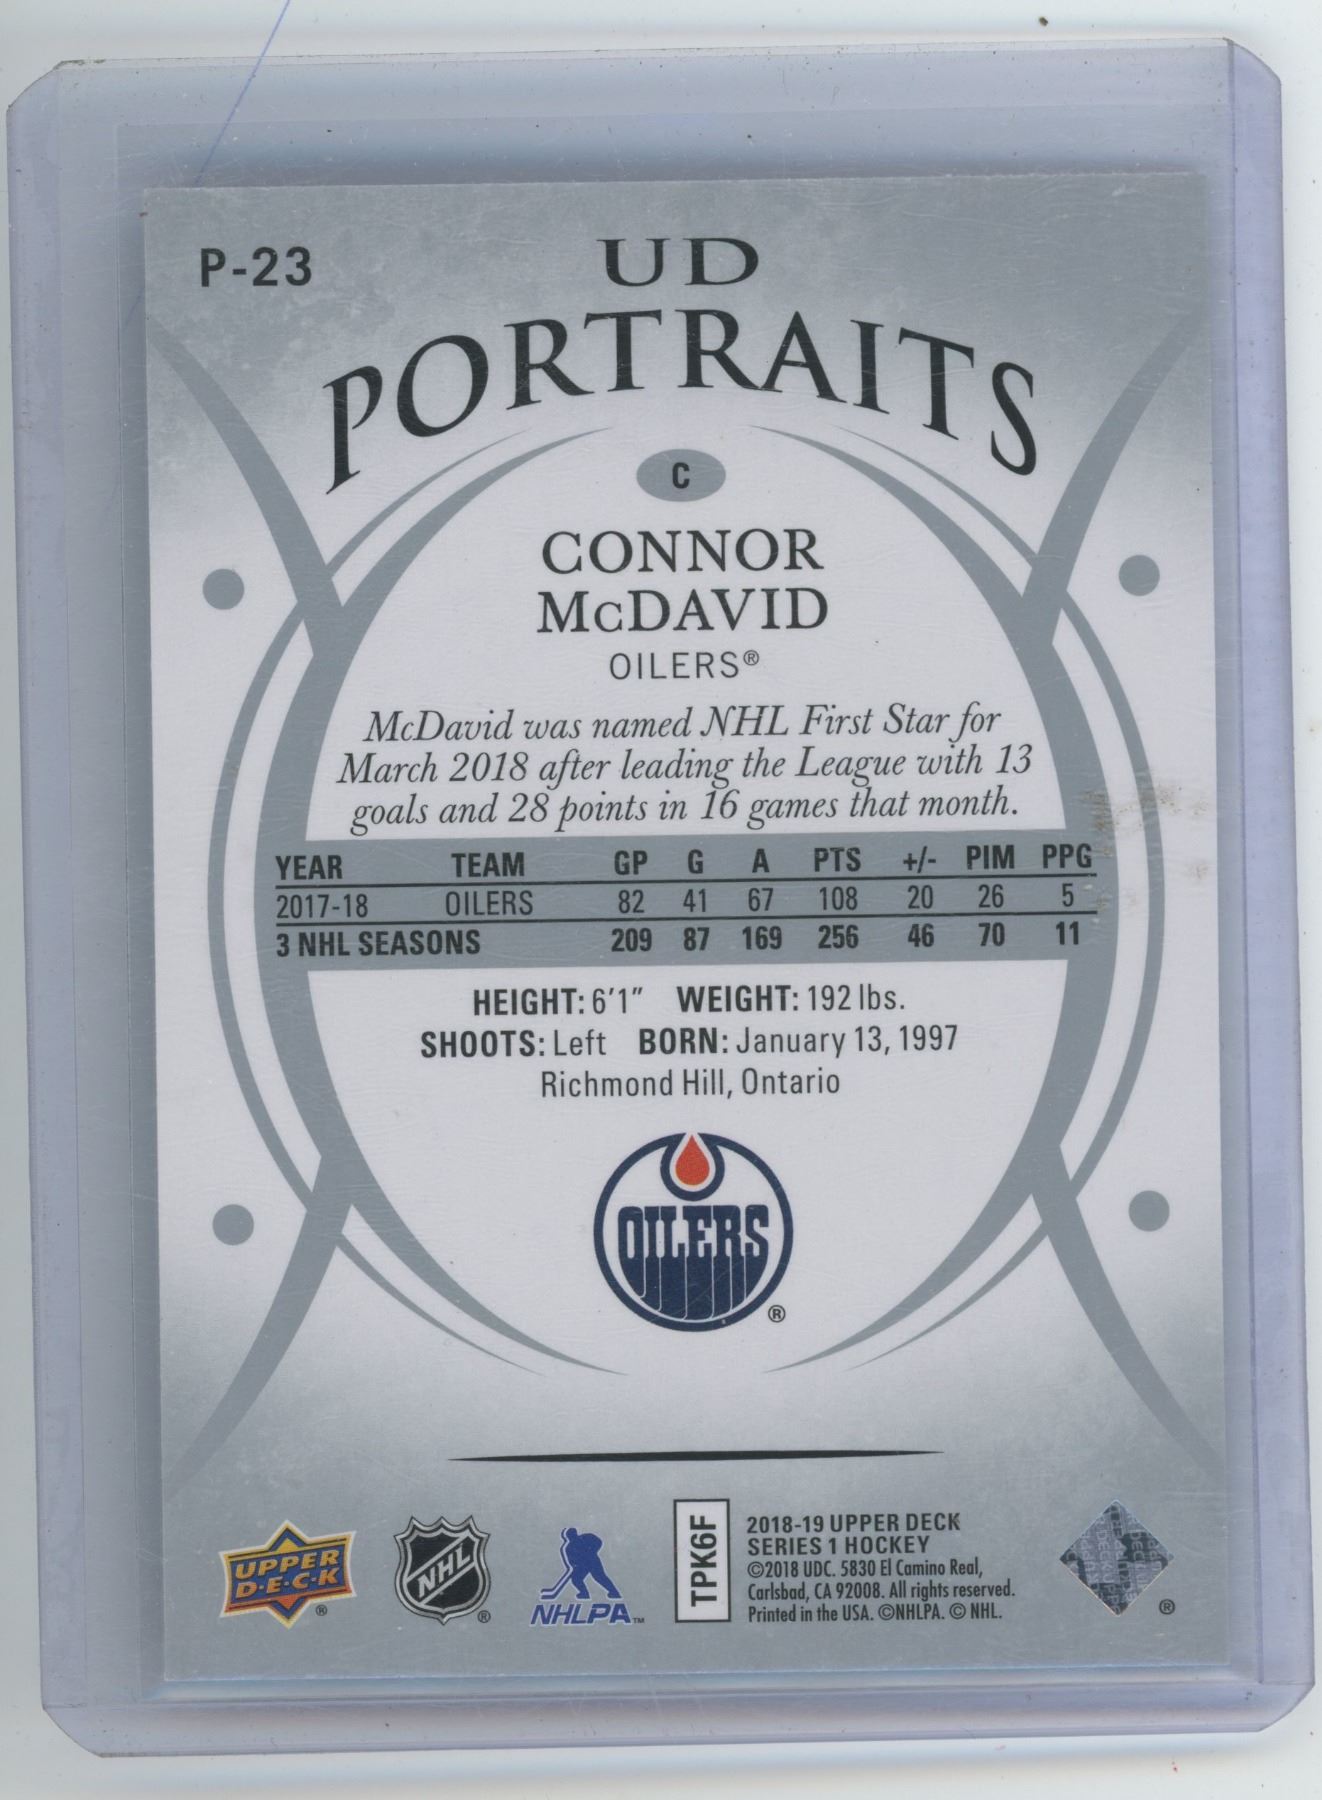 P-23
UD
PORTRAITS
C
CONNOR
McDAVID
OILERS®
McDavid was named NHL First Star for
March 2018 after leading the League with 13
goals and 28 points in 16 games that month.
YEAR TEAM GP G A PTS +/- PIM PPG
2017-18 OILERS 82 41 67 108 20 26 5
3 NHL SEASONS 209 87 169 256 46 70 11
HEIGHT: 6'1" WEIGHT: 192 lbs.
SHOOTS: Left BORN: January 13, 1997
Richmond Hill, Ontario
OILERS
®
UPPER
D·E·C·K
®
NHL
®
NHLPA™
TPK6F
2018-19 UPPER DECK
SERIES 1 HOCKEY
©2018 UDC. 5830 El Camino Real,
Carlsbad, CA 92008. All rights reserved.
Printed in the USA. ©NHLPA. © NHL.
®